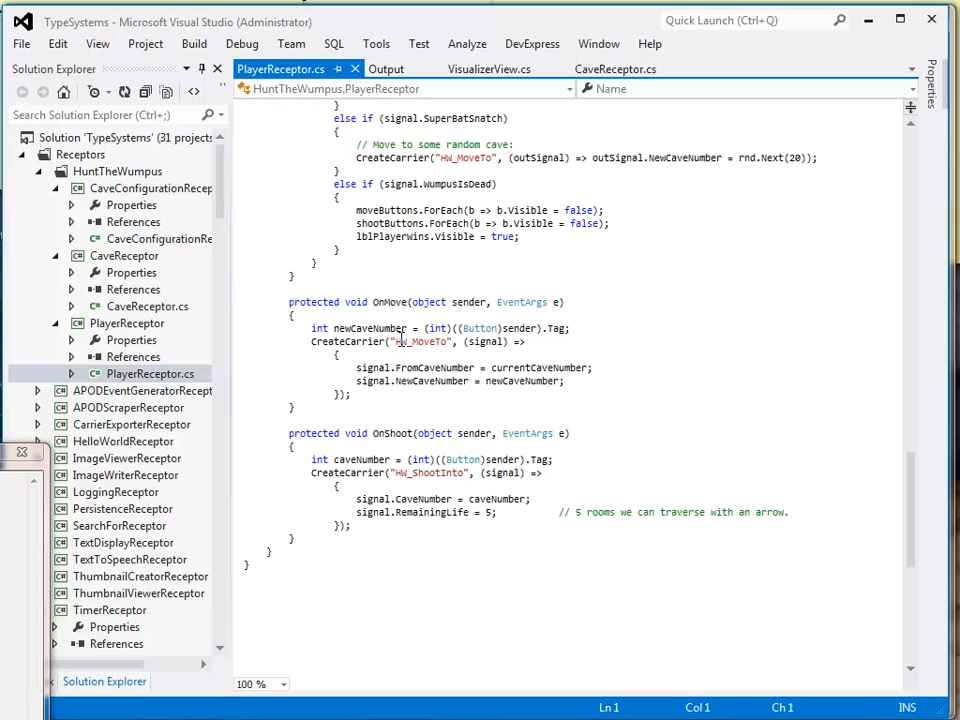 TypeSystems - Microsoft Visual Studio (Administrator)
Quick Launch (Ctrl+Q)
File Edit View Project Build Debug Team SQL Tools Test Analyze DevExpress Window Help
Solution Explorer
Search Solution Explorer (Ctrl+;)
Solution 'TypeSystems' (31 projects
Receptors
HuntTheWumpus
CaveConfigurationRecep
Properties
References
CaveConfigurationRe
CaveReceptor
Properties
References
CaveReceptor.cs
PlayerReceptor
Properties
References
PlayerReceptor.cs
APODEventGeneratorRecept
APODScraperReceptor
CarrierExporterReceptor
HelloWorldReceptor
ImageViewerReceptor
ImageWriterReceptor
LoggingReceptor
PersistenceReceptor
SearchForReceptor
TextDisplayReceptor
TextToSpeechReceptor
ThumbnailCreatorReceptor
ThumbnailViewerReceptor
TimerReceptor
Properties
References
Solution Explorer
PlayerReceptor.cs Output VisualizerView.cs CaveReceptor.cs
HuntTheWumpus.PlayerReceptor Name
}
else if (signal.SuperBatSnatch)
{
// Move to some random cave:
CreateCarrier("HW_MoveTo", (outSignal) => outSignal.NewCaveNumber = rnd.Next(20));
}
else if (signal.WumpusIsDead)
{
moveButtons.ForEach(b => b.Visible = false);
shootButtons.ForEach(b => b.Visible = false);
lblPlayerWins.Visible = true;
}
}
}
protected void OnMove(object sender, EventArgs e)
{
int newCaveNumber = (int)((Button)sender).Tag;
CreateCarrier("HW_MoveTo", (signal) =>
{
signal.FromCaveNumber = currentCaveNumber;
signal.NewCaveNumber = newCaveNumber;
});
}
protected void OnShoot(object sender, EventArgs e)
{
int caveNumber = (int)((Button)sender).Tag;
CreateCarrier("HW_ShootInto", (signal) =>
{
signal.CaveNumber = caveNumber;
signal.RemainingLife = 5; // 5 rooms we can traverse with an arrow.
});
}
}
}
100 %
Properties
Ln 1 Col 1 Ch 1 INS